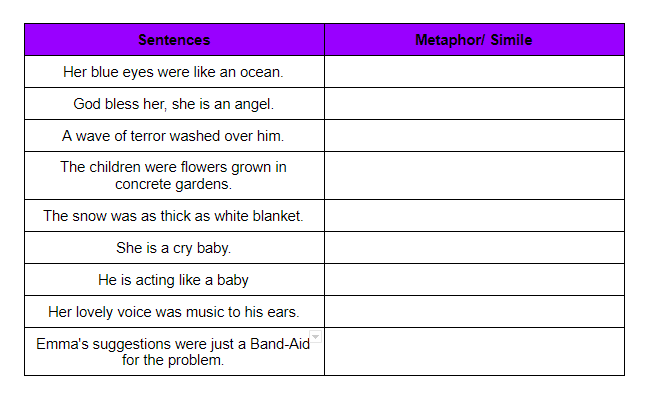 Sentences
Metaphor/ Simile
Her blue eyes were like an ocean.
God bless her, she is an angel.
A wave of terror washed over him.
The children were flowers grown in
concrete gardens.
The snow was as thick as white blanket.
She is a cry baby.
He is acting like a baby
Her lovely voice was music to his ears.
Emma's suggestions were just a Band-Aid
for the problem.